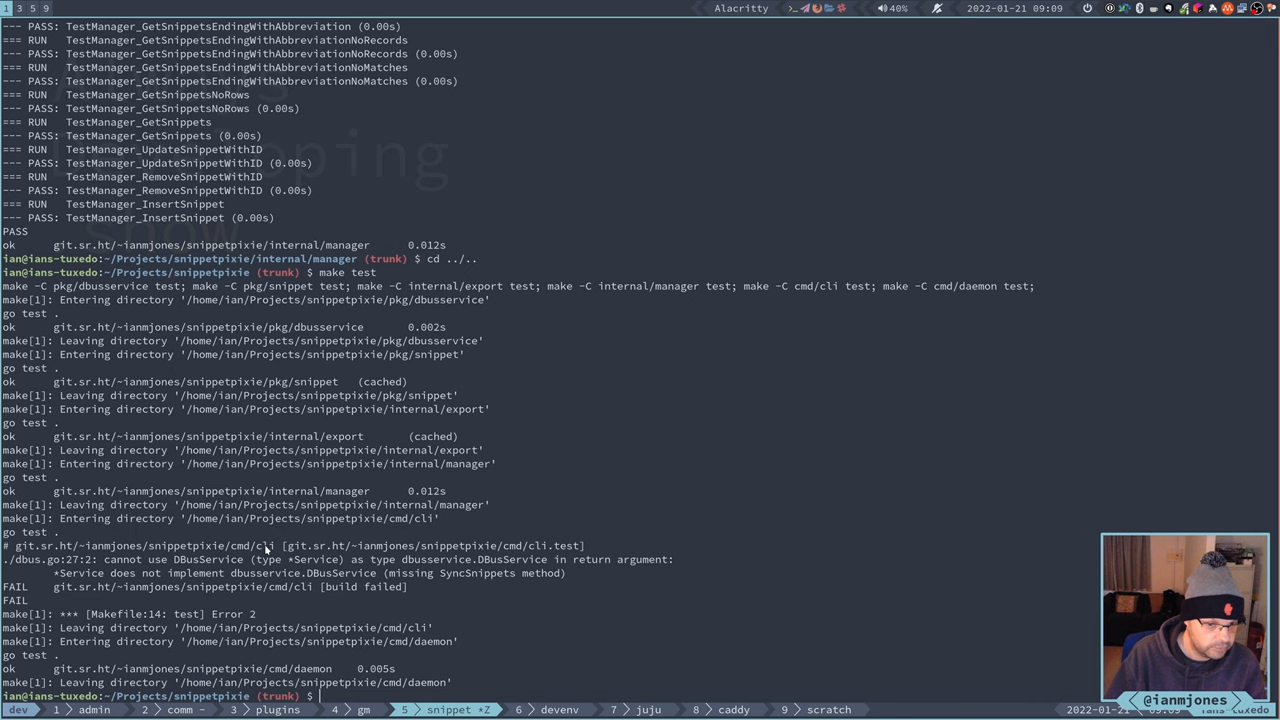 1 3 5 9 Alacritty 40% 2022-01-21 09:09
--- PASS: TestManager_GetSnippetsEndingWithAbbreviation (0.00s)
=== RUN   TestManager_GetSnippetsEndingWithAbbreviationNoRecords
--- PASS: TestManager_GetSnippetsEndingWithAbbreviationNoRecords (0.00s)
=== RUN   TestManager_GetSnippetsEndingWithAbbreviationNoMatches
--- PASS: TestManager_GetSnippetsEndingWithAbbreviationNoMatches (0.00s)
=== RUN   TestManager_GetSnippetsNoRows
--- PASS: TestManager_GetSnippetsNoRows (0.00s)
=== RUN   TestManager_GetSnippets
--- PASS: TestManager_GetSnippets (0.00s)
=== RUN   TestManager_UpdateSnippetWithID
--- PASS: TestManager_UpdateSnippetWithID (0.00s)
=== RUN   TestManager_RemoveSnippetWithID
--- PASS: TestManager_RemoveSnippetWithID (0.00s)
=== RUN   TestManager_InsertSnippet
--- PASS: TestManager_InsertSnippet (0.00s)
PASS
ok      git.sr.ht/~ianmjones/snippetpixie/internal/manager      0.012s
ian@ians-tuxedo:~/Projects/snippetpixie/internal/manager (trunk) $ cd ../..
ian@ians-tuxedo:~/Projects/snippetpixie (trunk) $ make test
make -C pkg/dbusservice test; make -C pkg/snippet test; make -C internal/export test; make -C internal/manager test; make -C cmd/cli test; make -C cmd/daemon test;
make[1]: Entering directory '/home/ian/Projects/snippetpixie/pkg/dbusservice'
go test .
ok      git.sr.ht/~ianmjones/snippetpixie/pkg/dbusservice       0.002s
make[1]: Leaving directory '/home/ian/Projects/snippetpixie/pkg/dbusservice'
make[1]: Entering directory '/home/ian/Projects/snippetpixie/pkg/snippet'
go test .
ok      git.sr.ht/~ianmjones/snippetpixie/pkg/snippet   (cached)
make[1]: Leaving directory '/home/ian/Projects/snippetpixie/pkg/snippet'
make[1]: Entering directory '/home/ian/Projects/snippetpixie/internal/export'
go test .
ok      git.sr.ht/~ianmjones/snippetpixie/internal/export       (cached)
make[1]: Leaving directory '/home/ian/Projects/snippetpixie/internal/export'
make[1]: Entering directory '/home/ian/Projects/snippetpixie/internal/manager'
go test .
ok      git.sr.ht/~ianmjones/snippetpixie/internal/manager      0.012s
make[1]: Leaving directory '/home/ian/Projects/snippetpixie/internal/manager'
make[1]: Entering directory '/home/ian/Projects/snippetpixie/cmd/cli'
go test .
# git.sr.ht/~ianmjones/snippetpixie/cmd/cli [git.sr.ht/~ianmjones/snippetpixie/cmd/cli.test]
./dbus.go:27:2: cannot use DBusService (type *Service) as type dbusservice.DBusService in return argument:
        *Service does not implement dbusservice.DBusService (missing SyncSnippets method)
FAIL    git.sr.ht/~ianmjones/snippetpixie/cmd/cli [build failed]
FAIL
make[1]: *** [Makefile:14: test] Error 2
make[1]: Leaving directory '/home/ian/Projects/snippetpixie/cmd/cli'
make[1]: Entering directory '/home/ian/Projects/snippetpixie/cmd/daemon'
go test .
ok      git.sr.ht/~ianmjones/snippetpixie/cmd/daemon    0.005s
make[1]: Leaving directory '/home/ian/Projects/snippetpixie/cmd/daemon'
ian@ians-tuxedo:~/Projects/snippetpixie (trunk) $
dev 1 admin 2 comm - 3 plugins 4 gm 5 snippet *Z 6 devenv 7 juju 8 caddy 9 scratch 2022-01-21
@ianmjones